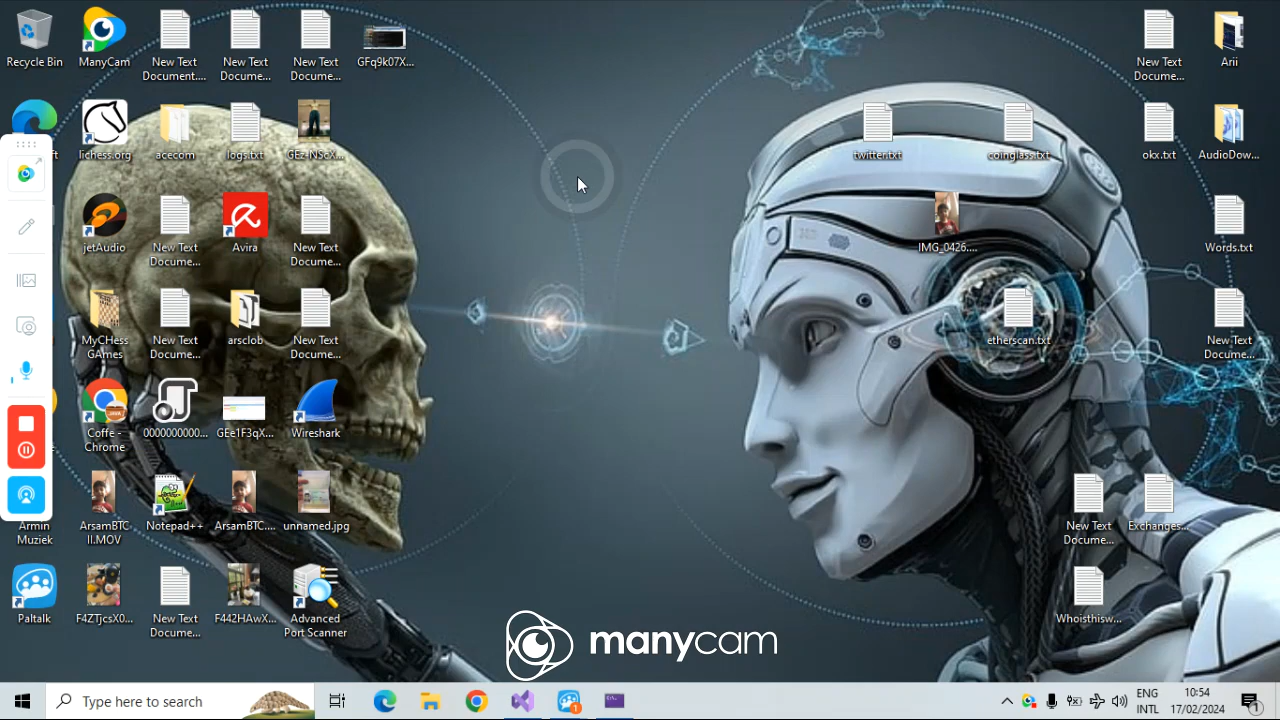 Recycle Bin
ManyCam
New Text
Document....
New Text
Docume...
New Text
Docume...
GFq9k07X...
New Text
Docume...
Arii
lichess.org
acecom
logs.txt
GEz-NScX...
twitter.txt
coinglass.txt
okx.txt
AudioDow...
jetAudio
New Text
Docume...
Avira
New Text
Docume...
IMG_0426....
Words.txt
MyCHess
GAmes
New Text
Docume...
arsclob
New Text
Docume...
etherscan.txt
New Text
Docume...
Coffe -
Chrome
0000000000...
GEe1F3qX...
Wireshark
Armin
Muziek
ArsamBTC
II.MOV
Notepad++
ArsamBTC....
unnamed.jpg
New Text
Docume...
Exchanges...
Paltalk
F4ZTjcsX0...
New Text
Docume...
F442HAwX...
Advanced
Port Scanner
Whoisthisw...
manycam
Type here to search
ENG
INTL
10:54
17/02/2024